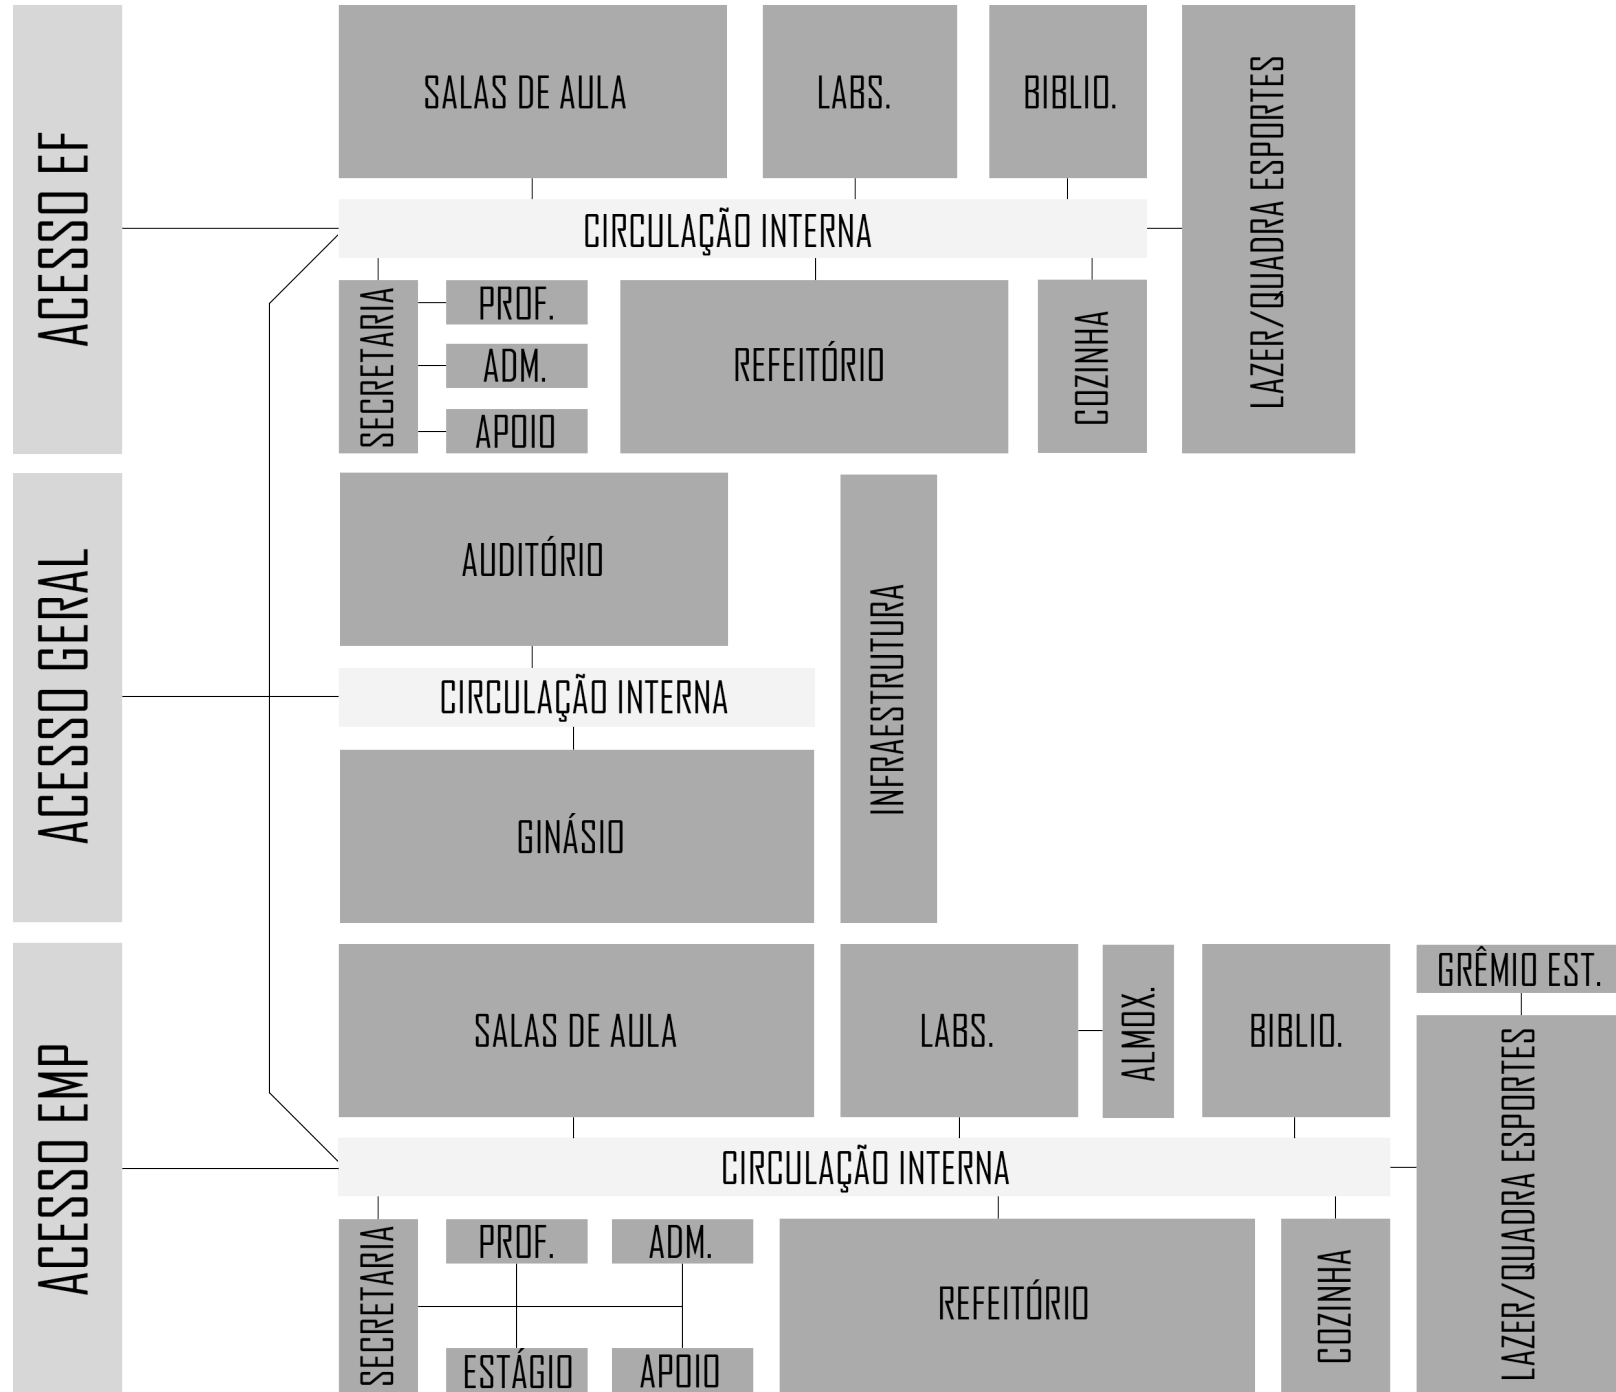 ACESSO EF
SALAS DE AULA
LABS.
BIBLIO.
LAZER/QUADRA ESPORTES
CIRCULAÇÃO INTERNA
SECRETARIA
PROF.
ADM.
APOIO
REFEITÓRIO
COZINHA
ACESSO GERAL
AUDITÓRIO
CIRCULAÇÃO INTERNA
GINÁSIO
INFRAESTRUTURA
ACESSO EMP
SALAS DE AULA
LABS.
ALMOX.
BIBLIO.
GRÊMIO EST.
LAZER/QUADRA ESPORTES
CIRCULAÇÃO INTERNA
SECRETARIA
PROF.
ADM.
ESTÁGIO
APOIO
REFEITÓRIO
COZINHA